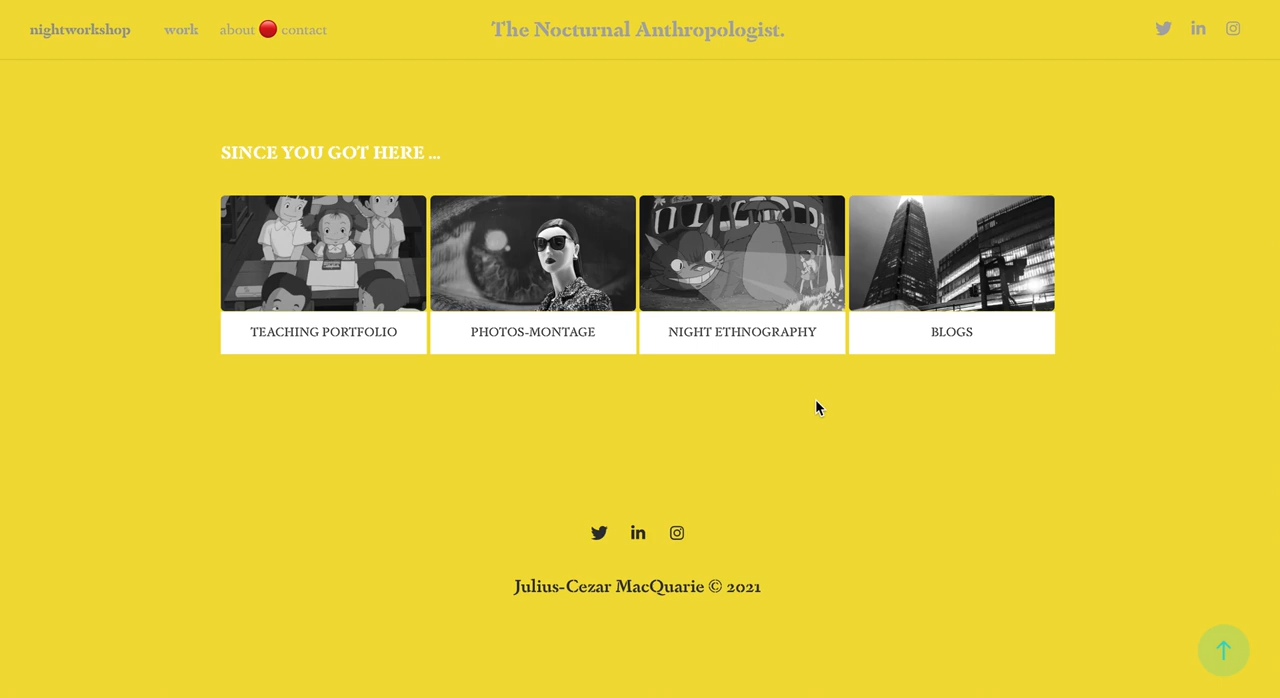 nightworkshop work about 🔴 contact The Nocturnal Anthropologist.
SINCE YOU GOT HERE ...
TEACHING PORTFOLIO PHOTOS-MONTAGE NIGHT ETHNOGRAPHY BLOGS
Julius-Cezar MacQuarie © 2021